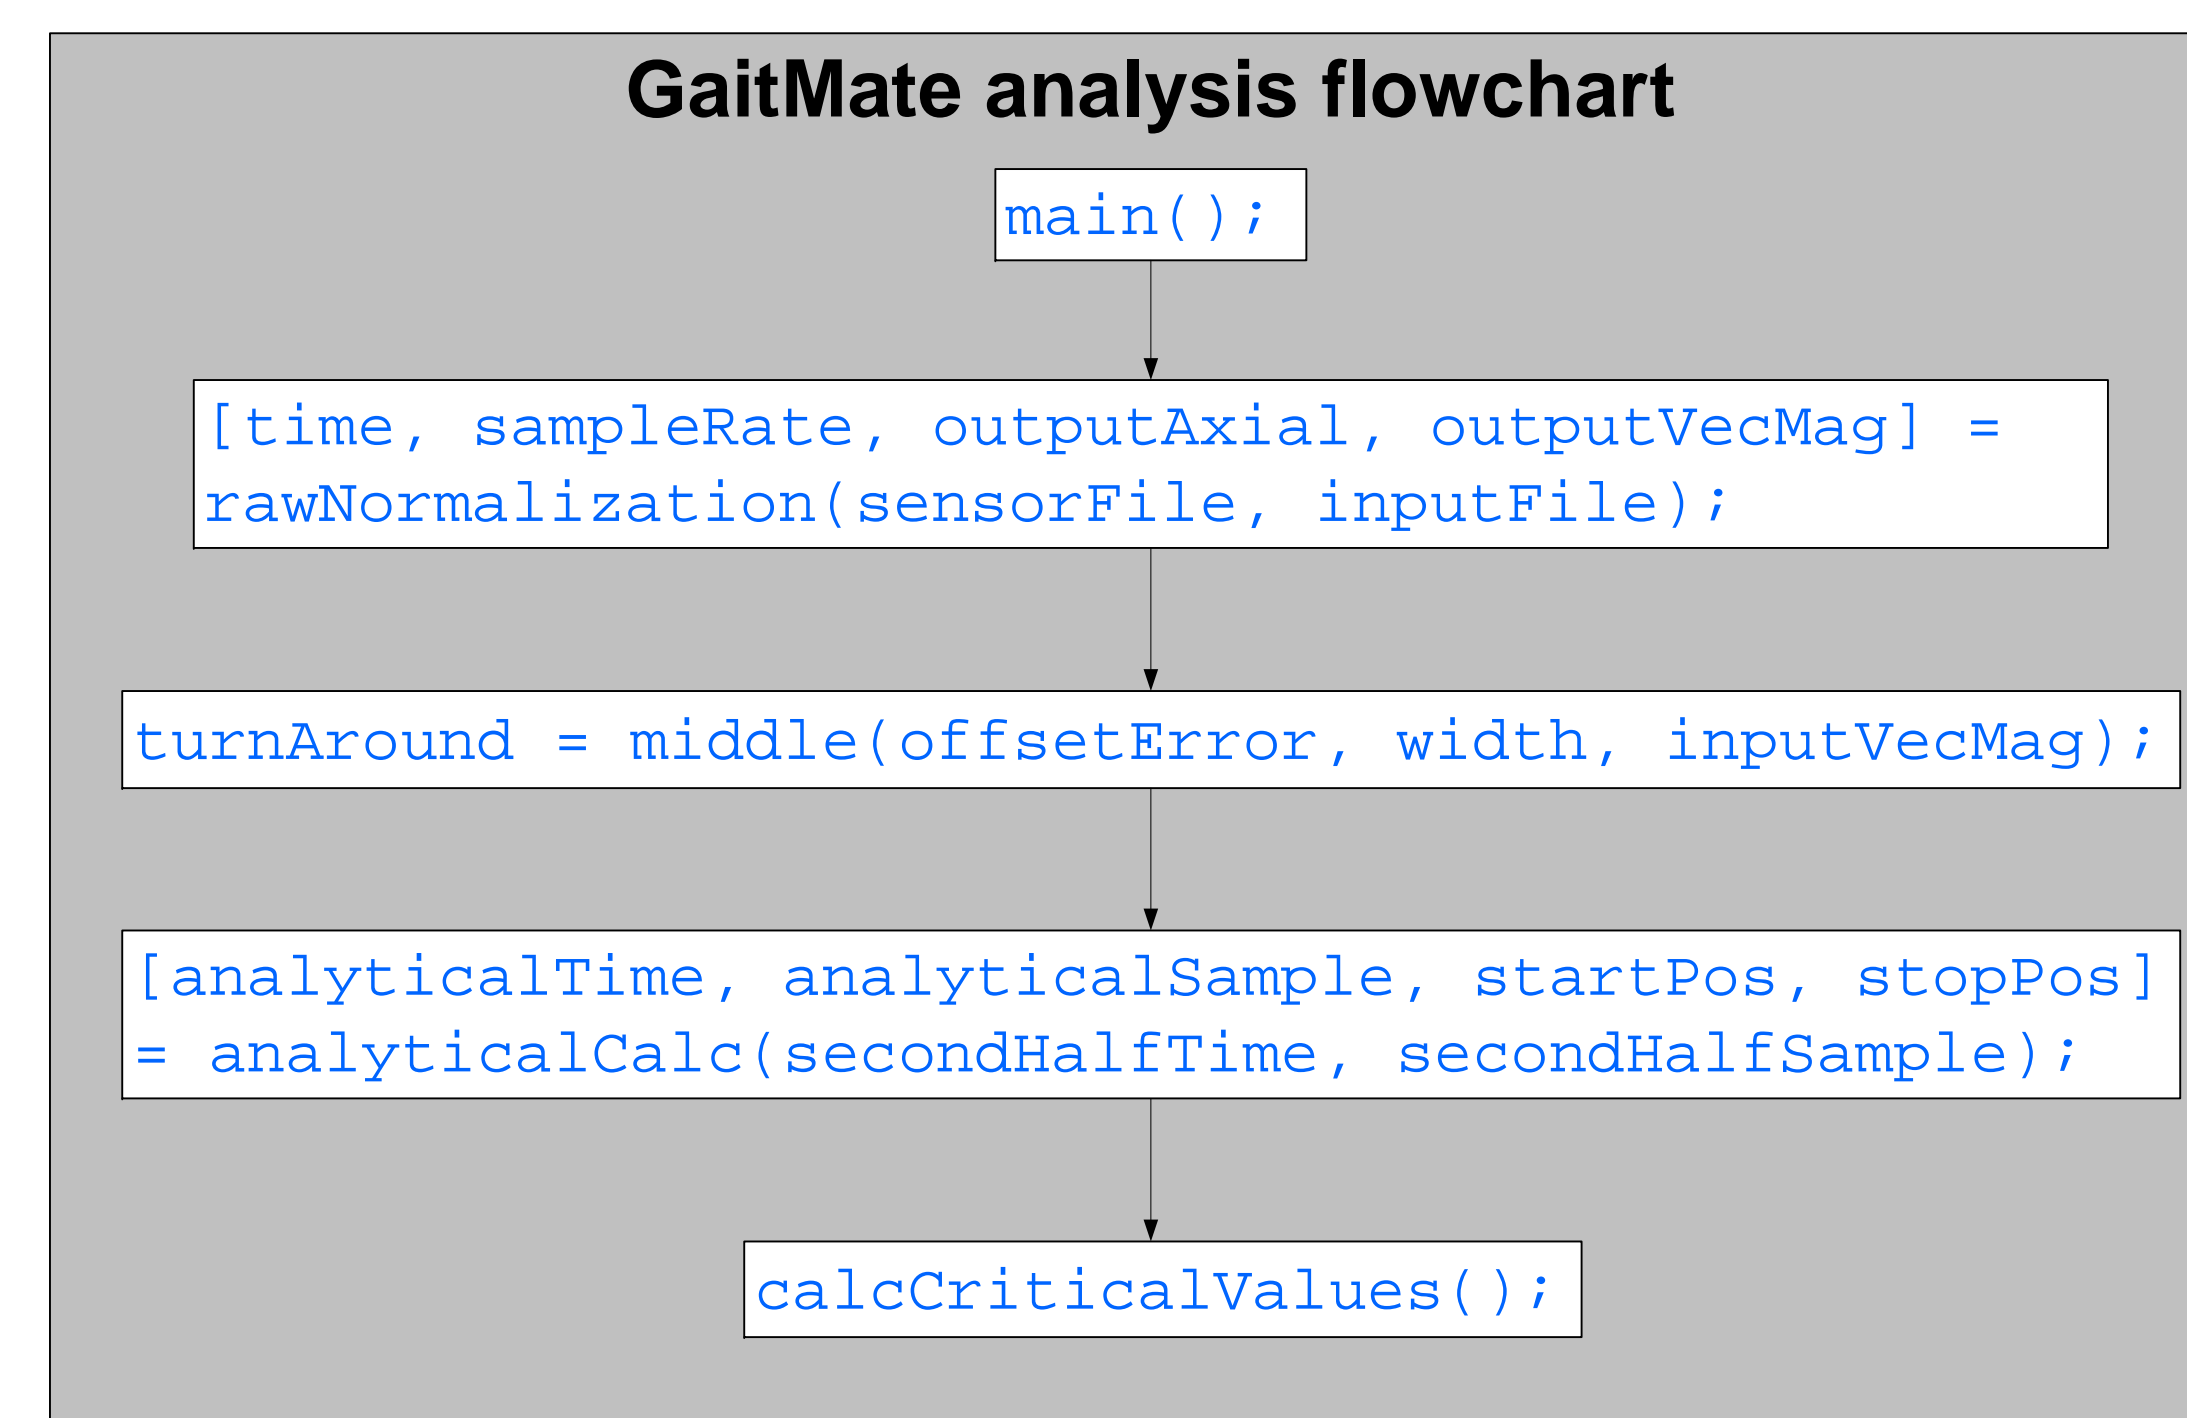 GaitMate analysis flowchart
main();
[time, sampleRate, outputAxial, outputVecMag] =
rawNormalization(sensorFile, inputFile);
turnAround = middle(offsetError, width, inputVecMag);
[analyticalTime, analyticalSample, startPos, stopPos]
= analyticalCalc(secondHalfTime, secondHalfSample);
calcCriticalValues();